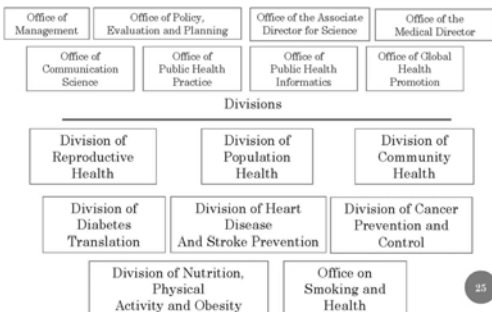 Office of
Management
Office of Policy,
Evaluation and Planning
Office of the Associate
Director for Science
Office of the
Medical Director
Office of
Communication
Science
Office of
Public Health
Practice
Office of
Public Health
Informatics
Office of Global
Health
Promotion
Divisions
Division of
Reproductive
Health
Division of
Population
Health
Division of
Community
Health
Division of
Diabetes
Translation
Division of Heart
Disease
And Stroke Prevention
Division of Cancer
Prevention and
Control
Division of Nutrition,
Physical
Activity and Obesity
Office on
Smoking and
Health
25